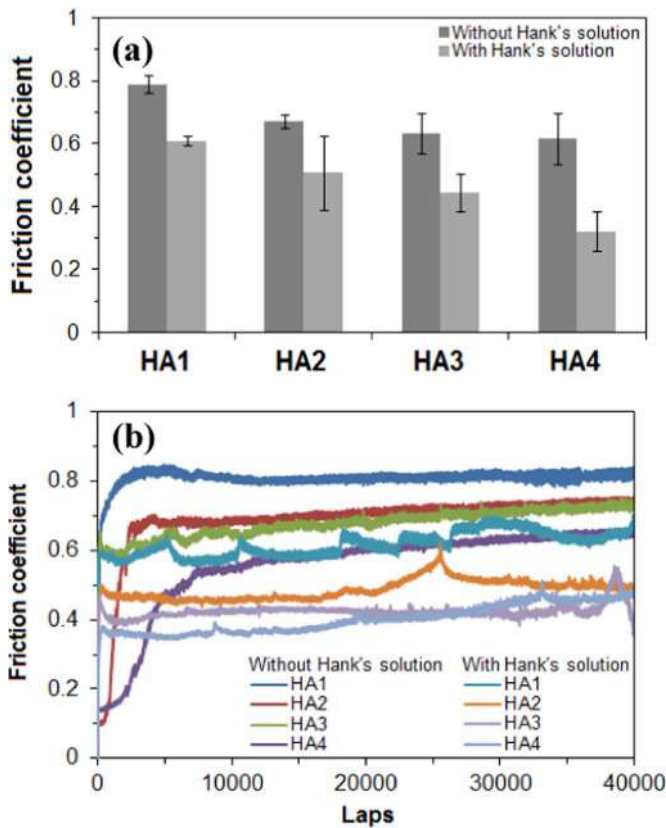 (a)
Without Hank's solution
With Hank's solution
Friction coefficient
1
0.8
0.6
0.4
0.2
0
HA1 HA2 HA3 HA4
(b)
Friction coefficient
1
0.8
0.6
0.4
0.2
0
Without Hank's solution With Hank's solution
HA1 HA1
HA2 HA2
HA3 HA3
HA4 HA4
0 10000 20000 30000 40000
Laps